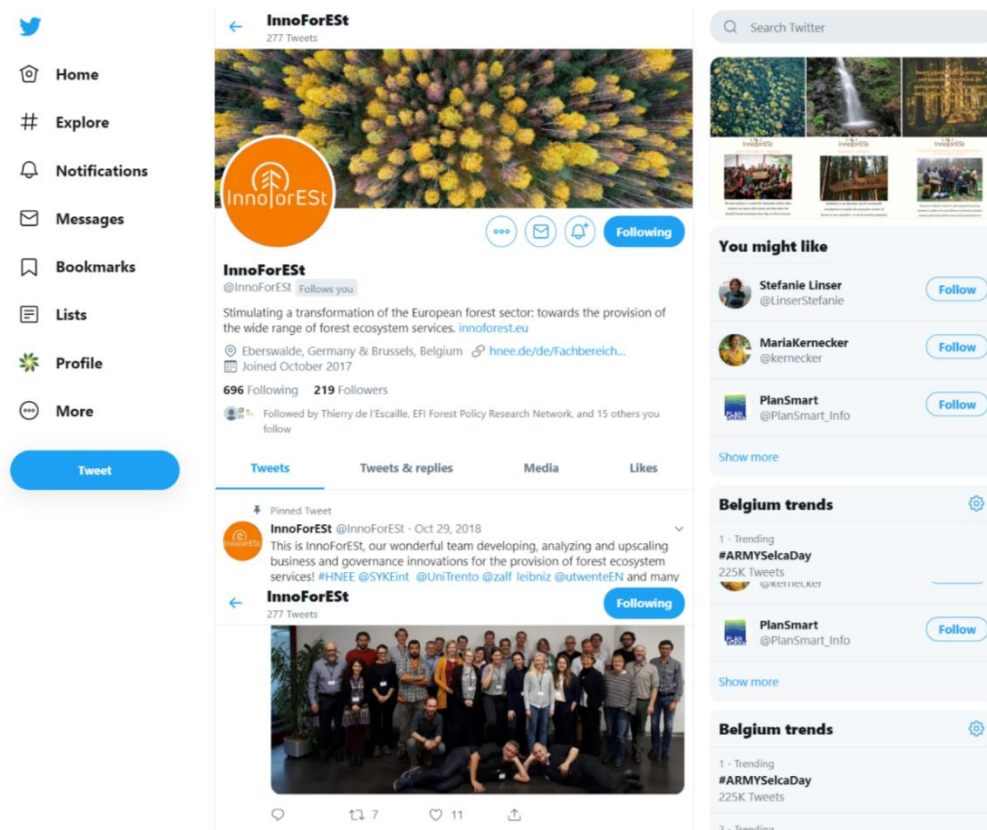 InnoForESt
277 Tweets
Search Twitter
Home
Explore
Notifications
Messages
Bookmarks
Lists
Profile
More
Tweet
InnoforESt
Following
InnoForESt
@InnoForESt Follows you
Stimulating a transformation of the European forest sector: towards the provision of
the wide range of forest ecosystem services. innoforest.eu
Eberswalde, Germany & Brussels, Belgium hnee.de/de/Fachbereich...
Joined October 2017
696 Following 219 Followers
Followed by Thierry de l'Escaille, EFI Forest Policy Research Network, and 15 others you
follow
Tweets Tweets & replies Media Likes
Pinned Tweet
InnoForESt @InnoForESt · Oct 29, 2018
This is InnoForESt, our wonderful team developing, analyzing and upscaling
business and governance innovations for the provision of forest ecosystem
services! #HNEE @SYKEint @UniTrento @zalf_leibniz @utwenteEN and many
InnoForESt
277 Tweets
Following
7 11
InnoforESt InnoforESt InnoforESt
You might like
Stefanie Linser
@LinserStefanie
Follow
MariaKernecker
@kernecker
Follow
PlanSmart
@PlanSmart_Info
Follow
Show more
Belgium trends
1 · Trending
#ARMYSelcaDay
225K Tweets
@kernecker
PlanSmart
@PlanSmart_Info
Follow
Show more
Belgium trends
1 · Trending
#ARMYSelcaDay
225K Tweets
2 · Trending